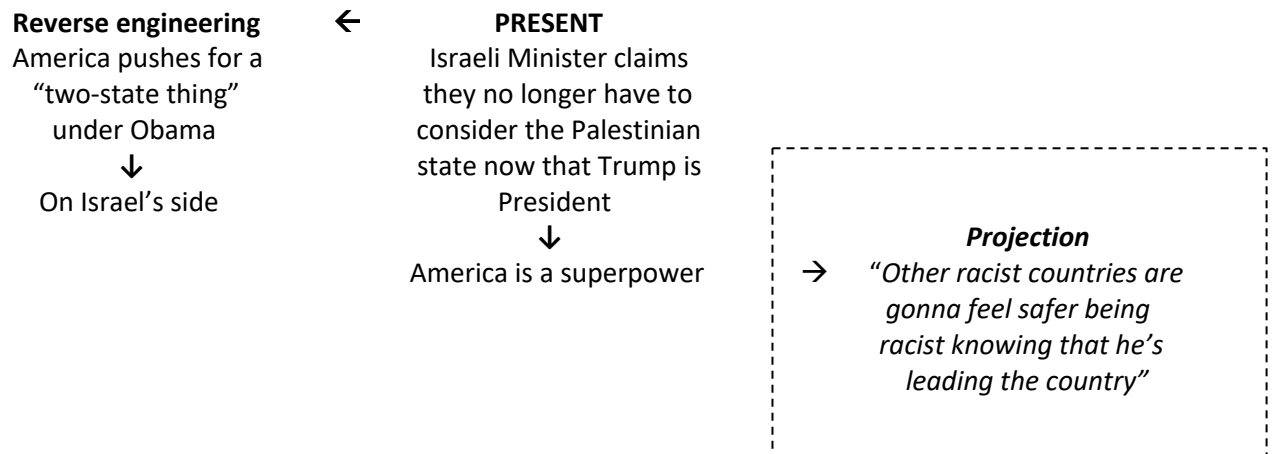 Reverse engineering ← PRESENT
America pushes for a
“two-state thing”
under Obama
↓
On Israel’s side
Israeli Minister claims
they no longer have to
consider the Palestinian
state now that Trump is
President
↓
America is a superpower
→
Projection
“Other racist countries are
gonna feel safer being
racist knowing that he’s
leading the country”